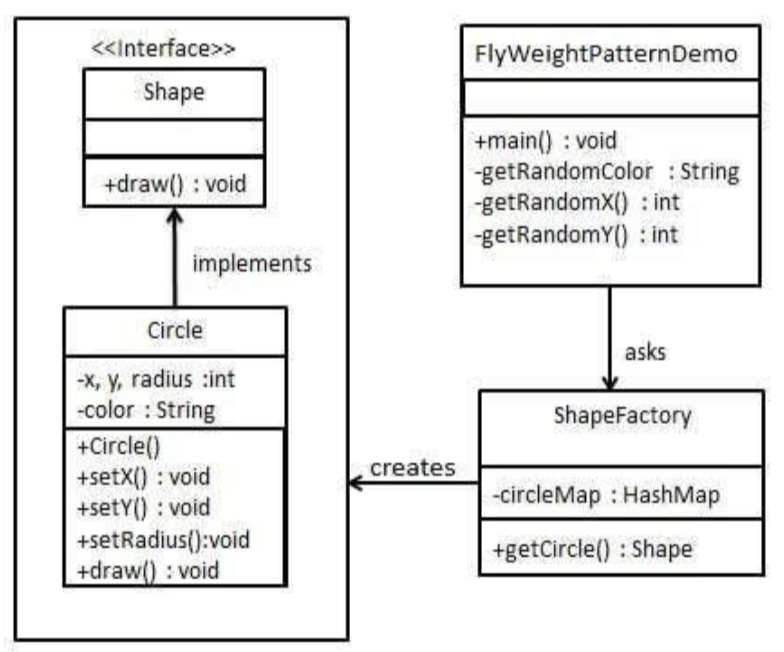 <<Interface>>
Shape
+draw() : void
implements
Circle
-x, y, radius :int
-color : String
+Circle()
+setX() : void
+setY() : void
+setRadius():void
+draw() : void
FlyWeightPatternDemo
+main() : void
-getRandomColor : String
-getRandomX() : int
-getRandomY() : int
asks
ShapeFactory
-circleMap : HashMap
+getCircle() : Shape
creates